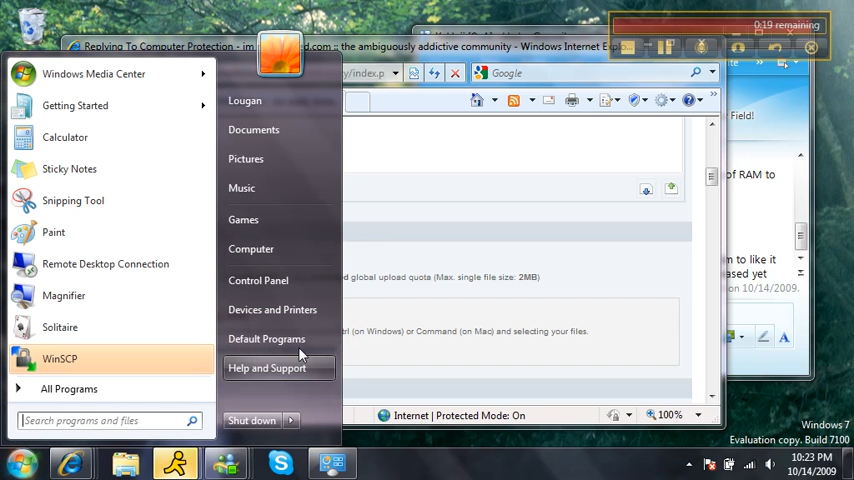 0:19 remaining
Replying To Computer Protection - im
ed.com :: the ambiguously addictive community - Windows Internet Explo
y/index.p
Google
Windows Media Center
Getting Started
Calculator
Sticky Notes
Snipping Tool
Paint
Remote Desktop Connection
Magnifier
Solitaire
WinSCP
All Programs
Search programs and files
Lougan
Documents
Pictures
Music
Games
Computer
Control Panel
Devices and Printers
Default Programs
Help and Support
Shut down
d global upload quota (Max. single file size: 2MB)
trl (on Windows) or Command (on Mac) and selecting your files.
Internet | Protected Mode: On
100%
ite
Field!
of RAM to
m to like it
ased yet
on 10/14/2009.
Windows 7
Evaluation copy. Build 7100
10:23 PM
10/14/2009